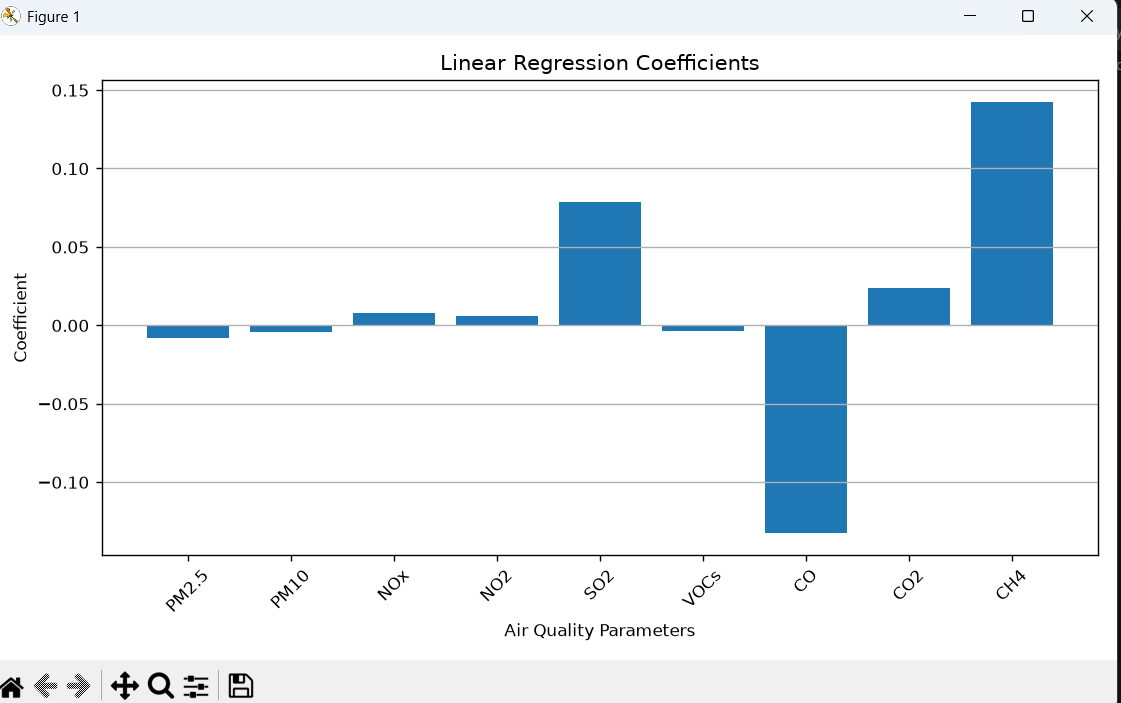 Figure 1
Linear Regression Coefficients
0.15
0.10
0.05
0.00
−0.05
−0.10
Coefficient
PM2.5 PM10 NOx NO2 SO2 VOCs CO CO2 CH4
Air Quality Parameters